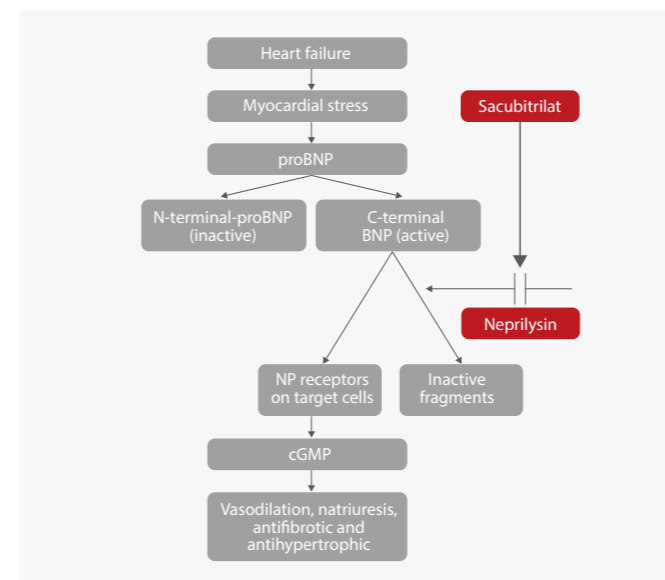 Heart failure
Myocardial stress
Sacubitrilat
proBNP
N-terminal-proBNP
(inactive)
C-terminal
BNP (active)
Neprilysin
NP receptors
on target cells
Inactive
fragments
cGMP
Vasodilation, natriuresis,
antifibrotic and
antihypertrophic